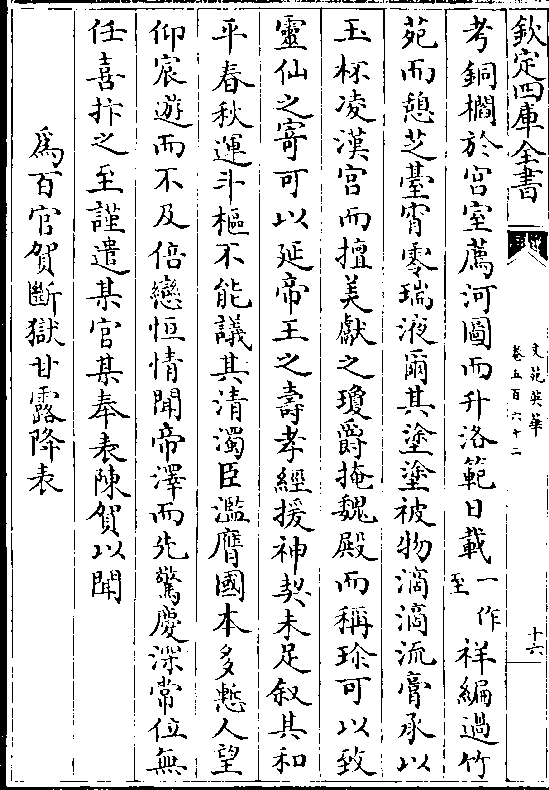 欽定四庫全書
文苑英華
卷五百六十二
十六
考銅櫚於宫室薦河圖而升洛範日載一作至祥編過竹
苑而憩芝臺宵零瑞液爾其塗塗被物滴滴流膏承以
玉杯凌漢宫而擅美獻之瓊爵掩魏殿而稱珍可以致
靈仙之寄可以延帝王之壽孝經援神契未足叙其和
平春秋運斗樞不能議其清濁臣濫膺國本多慙人望
仰宸遊而不及倍戀恒情聞帝澤而先驚慶深常位無
任喜抃之至謹遣某官某奉表陳賀以聞
爲百官賀斷獄甘露降表